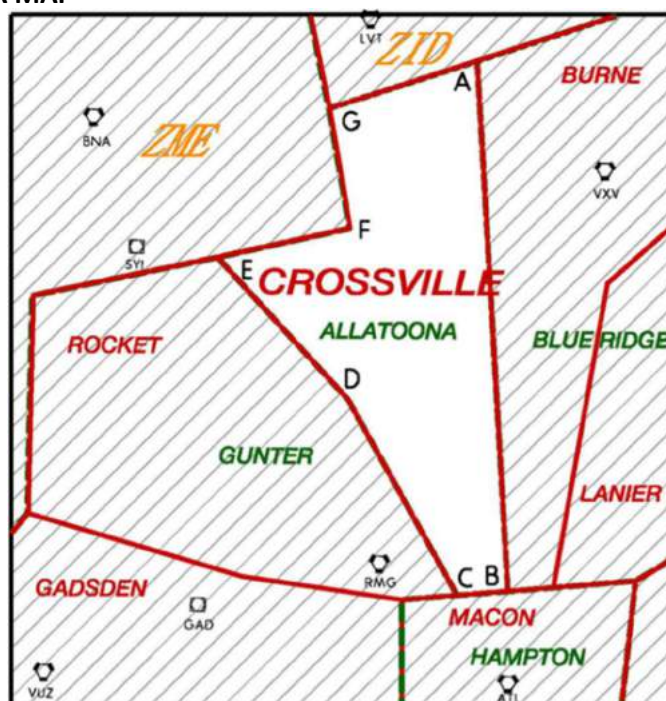 LVT
ZID
A
BURNE
G
BNA
ZME
VXV
F
SYI
E
CROSSVILLE
ROCKET
ALLATOONA
BLUE RIDGE
D
GUNTER
LANIER
RMG
C
B
GADSDEN
GAD
MACON
HAMPTON
VUZ